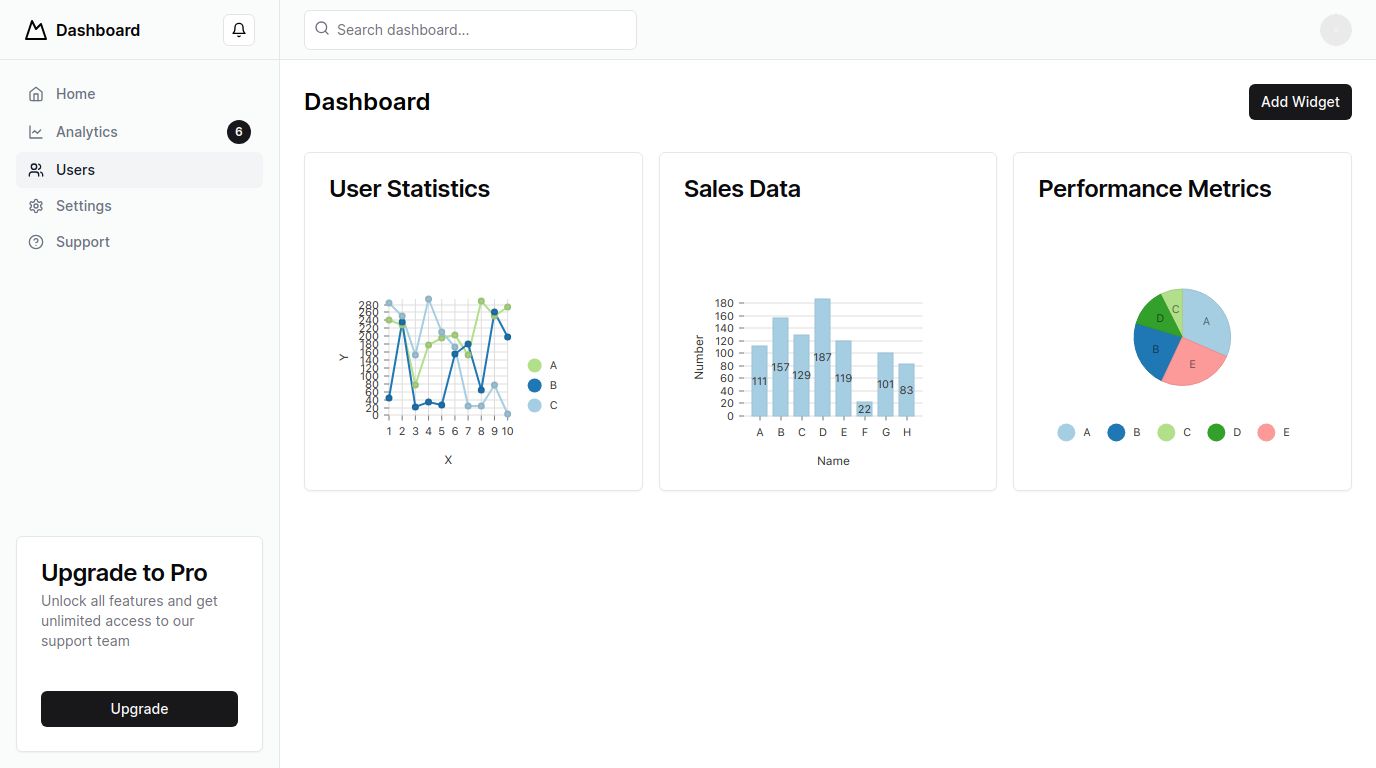 Dashboard
Search dashboard...
Home
Analytics
6
Users
Settings
Support
Upgrade to Pro
Unlock all features and get
unlimited access to our
support team
Upgrade
Dashboard
Add Widget
User Statistics
280
260
240
220
200
180
160
140
120
100
80
60
40
20
0
Y
1 2 3 4 5 6 7 8 9 10
X
A
B
C
Sales Data
180
160
140
120
100
80
60
40
20
0
Number
111 157 129 187 119 22 101 83
A B C D E F G H
Name
Performance Metrics
C
D
A
B
E
A B C D E